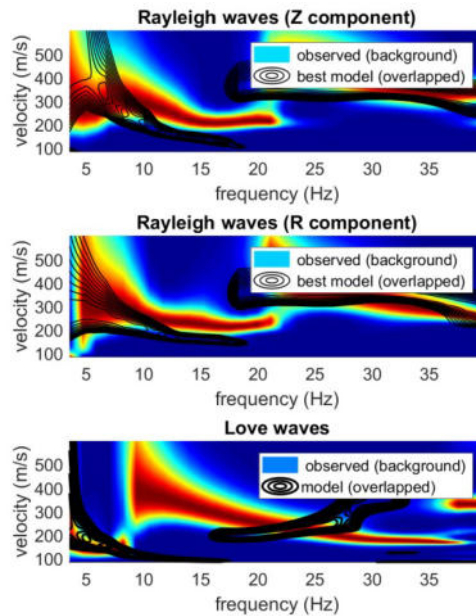 Rayleigh waves (Z component)
velocity (m/s)
500
400
300
200
100
observed (background)
best model (overlapped)
5 10 15 20 25 30 35
frequency (Hz)
Rayleigh waves (R component)
velocity (m/s)
500
400
300
200
100
observed (background)
best model (overlapped)
5 10 15 20 25 30 35
frequency (Hz)
Love waves
velocity (m/s)
500
400
300
200
100
observed (background)
model (overlapped)
5 10 15 20 25 30 35
frequency (Hz)